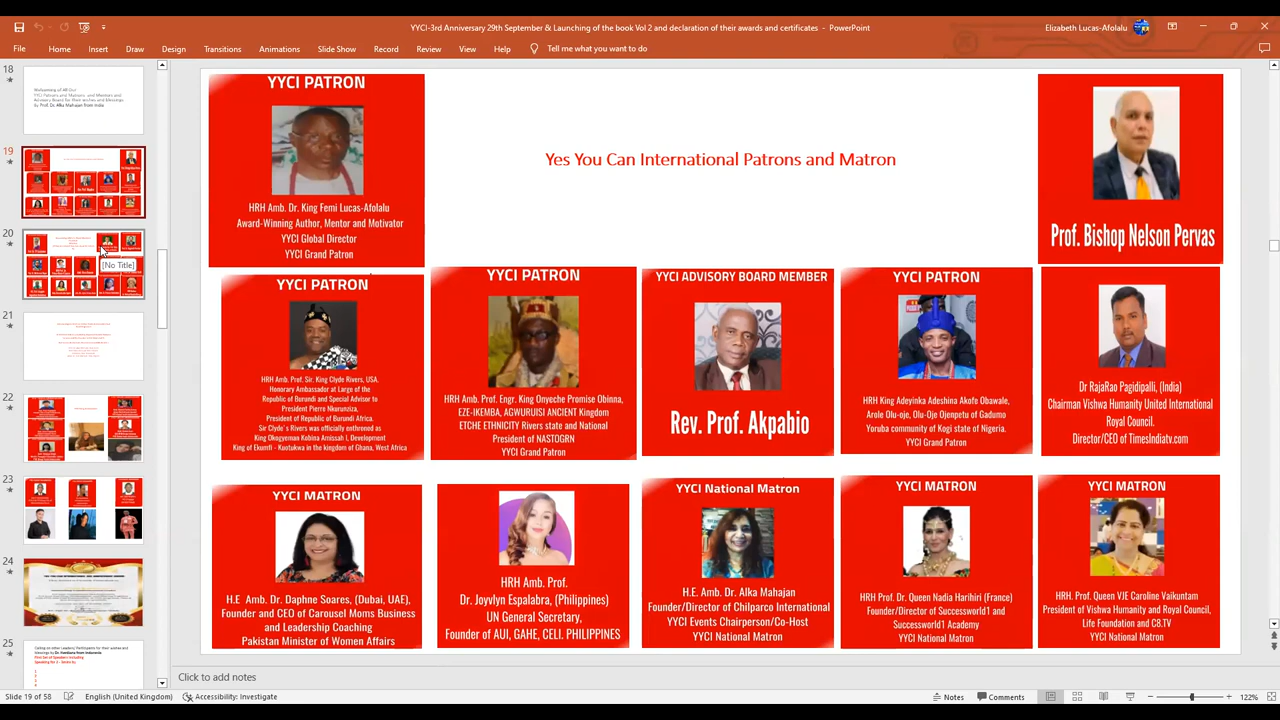 YYCI-3rd Anniversary 29th September & Launching of the book Vol 2 and declaration of their awards and certificates - PowerPoint
Elizabeth Lucas-Afolalu
File Home Insert Draw Design Transitions Animations Slide Show Record Review View Help Tell me what you want to do
18
19
20
[No Title]
21
22
23
24
25
YYCI PATRON
HRH Amb. Dr. King Femi Lucas-Afolalu
Award-Winning Author, Mentor and Motivator
YYCI Global Director
YYCI Grand Patron
Yes You Can International Patrons and Matron
Prof. Bishop Nelson Pervas
YYCI PATRON
HRH Amb. Prof. Sir. King Clyde Rivers, USA,
Honorary Ambassador at Large of the
Republic of Burundi and Special Advisor to
President Pierre Nkurunziza,
President of Republic of Burundi Africa.
Sir Clyde's Rivers was officially enthroned as
King Okogyeman Kobina Amissah I, Development
King of Ekumfi - Kuotukwa in the kingdom of Ghana, West Africa
YYCI PATRON
HRH Amb. Prof. Engr. King Onyeche Promise Obinna,
EZE-IKEMBA, AGWURUISI ANCIENT Kingdom
ETCHE ETHNICITY Rivers state and National
President of NASTOGRN
YYCI Grand Patron
YYCI ADVISORY BOARD MEMBER
Rev. Prof. Akpabio
YYCI PATRON
HRH King Adeyinka Adeshina Akofe Obawale,
Arole Olu-oje, Olu-Oje Ojenpetu of Gadumo
Yoruba community of Kogi state of Nigeria.
YYCI Grand Patron
Dr RajaRao Pagidipalli, (India)
Chairman Vishwa Humanity United International
Royal Council.
Director/CEO of TimesIndiatv.com
YYCI MATRON
H.E Amb. Dr. Daphne Soares, (Dubai, UAE),
Founder and CEO of Carousel Moms Business
and Leadership Coaching
Pakistan Minister of Women Affairs
HRH Amb. Prof.
Dr. Joyvlyn Espalabra, (Philippines)
UN General Secretary,
Founder of AUI, GAHE, CELL PHILIPPINES
YYCI National Matron
H.E. Amb. Dr. Alka Mahajan
Founder/Director of Chilparco International
YYCI Events Chairperson/Co-Host
YYCI National Matron
YYCI MATRON
HRH Prof. Dr. Queen Nadia Harihiri (France)
Founder/Director of Successworld1 and
Successworld1 Academy
YYCI National Matron
YYCI MATRON
HRH. Prof. Queen VJE Caroline Vaikuntam
President of Vishwa Humanity and Royal Council,
Life Foundation and C8.TV
YYCI National Matron
Click to add notes
Slide 19 of 58 English (United Kingdom) Accessibility: Investigate Notes Comments 122%